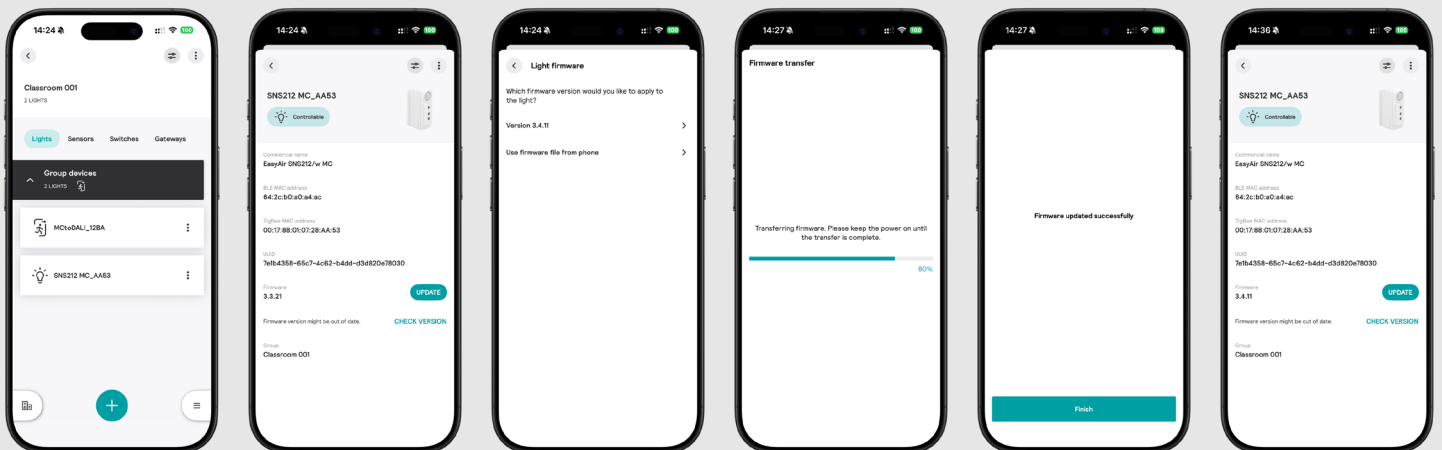 14:24
100
Classroom 001
2 LIGHTS
Lights Sensors Switches Gateways
Group devices
2 LIGHTS
MCtoDALI_12BA
SNS212 MC_AA53
14:24
100
SNS212 MC_AA53
Controllable
Commercial name
EasyAir SNS212/w MC
BLE MAC address
64:2c:b0:a0:a4:ac
ZigBee MAC address
00:17:88:01:07:28:AA:53
UUID
7e1b4358-65c7-4c62-b4dd-d3d820e78030
Firmware
3.3.21
UPDATE
Firmware version might be out of date.
CHECK VERSION
Group
Classroom 001
14:24
100
Light firmware
Which firmware version would you like to apply to
the light?
Version 3.4.11
Use firmware file from phone
14:27
100
Firmware transfer
Transferring firmware. Please keep the power on until
the transfer is complete.
80%
14:27
100
Firmware updated successfully
Finish
14:36
100
SNS212 MC_AA53
Controllable
Commercial name
EasyAir SNS212/w MC
BLE MAC address
64:2c:b0:a0:a4:ac
ZigBee MAC address
00:17:88:01:07:28:AA:53
UUID
7e1b4358-65c7-4c62-b4dd-d3d820e78030
Firmware
3.4.11
UPDATE
Firmware version might be out of date.
CHECK VERSION
Group
Classroom 001